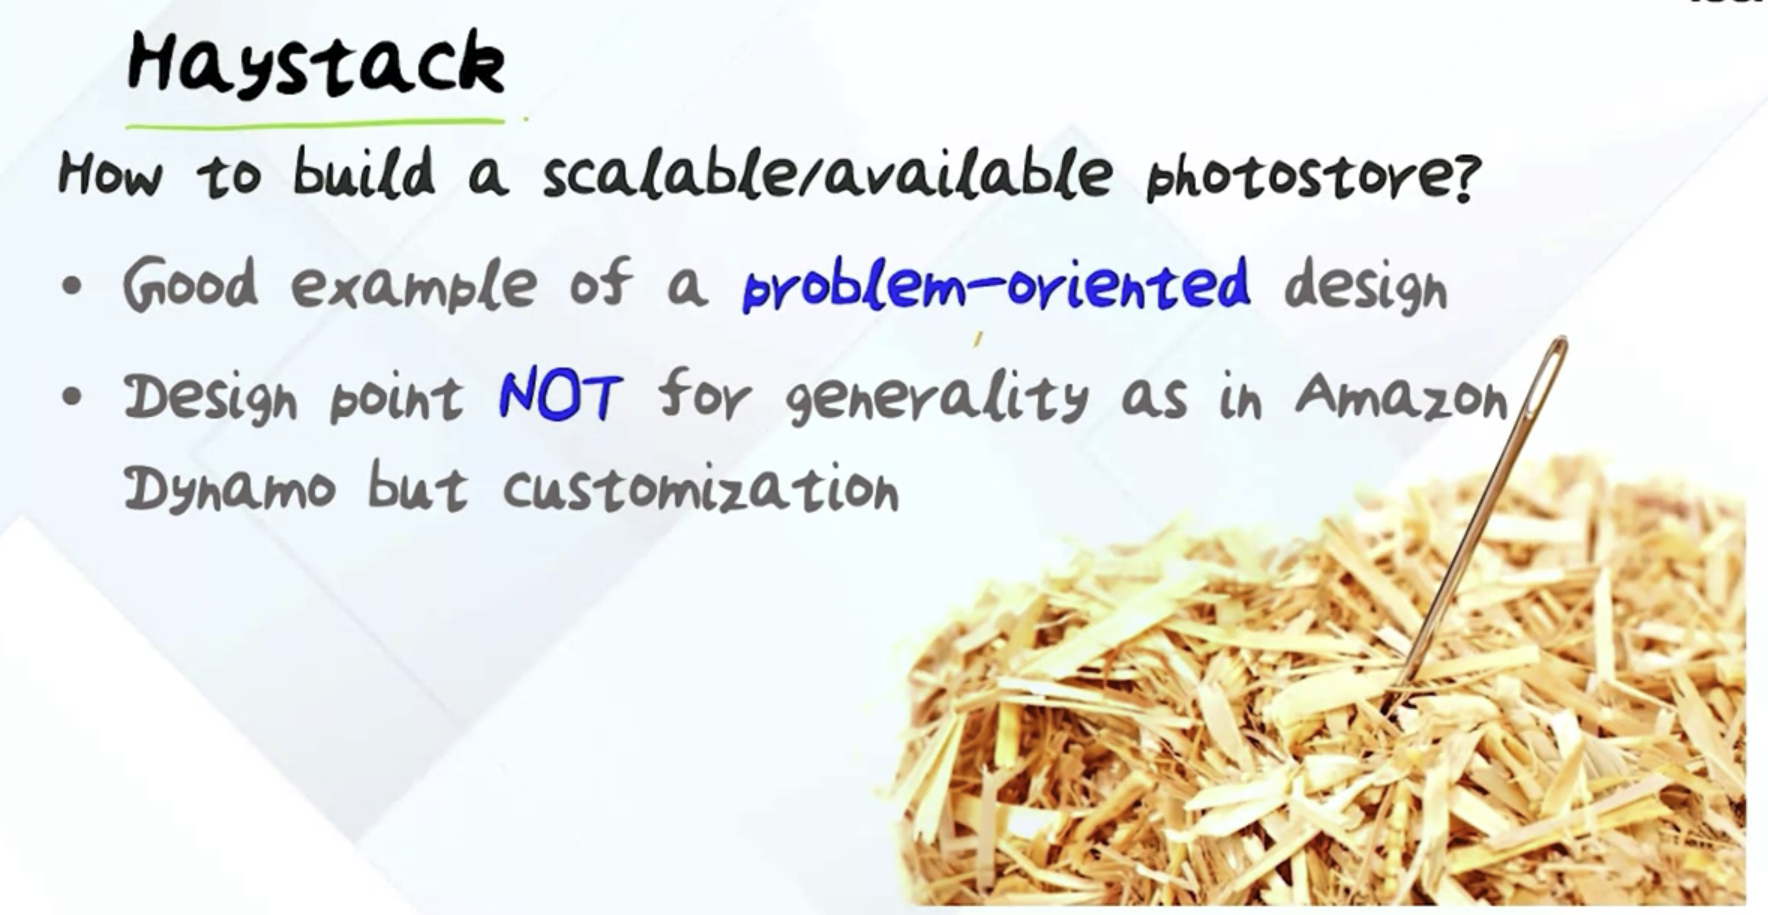 Haystack
How to build a scalable/available photostore?
• Good example of a problem-oriented design
• Design point NOT for generality as in Amazon
Dynamo but customization